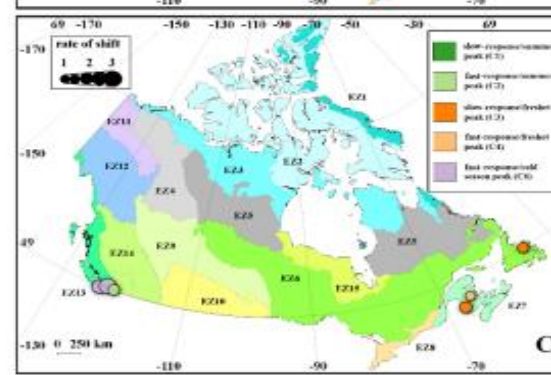 -110 -90 -70
69 -170 -150 -130 -110 -90 -70 -50 -30 69
-170
rate of shift
1 2 3
slow-response/summer
peak (C1)
fast-response/summer
peak (C2)
slow-response/freshet
peak (C3)
fast-response/freshet
peak (C4)
fast-response/cold
season peak (C6)
EZ1
EZ11
EZ2
-150
EZ12
EZ3
EZ4
EZ5
EZ5
49
EZ14
EZ9
EZ6
EZ15
EZ13
EZ10
EZ7
EZ8
-130 0 250 km
C
-110 -90 -70